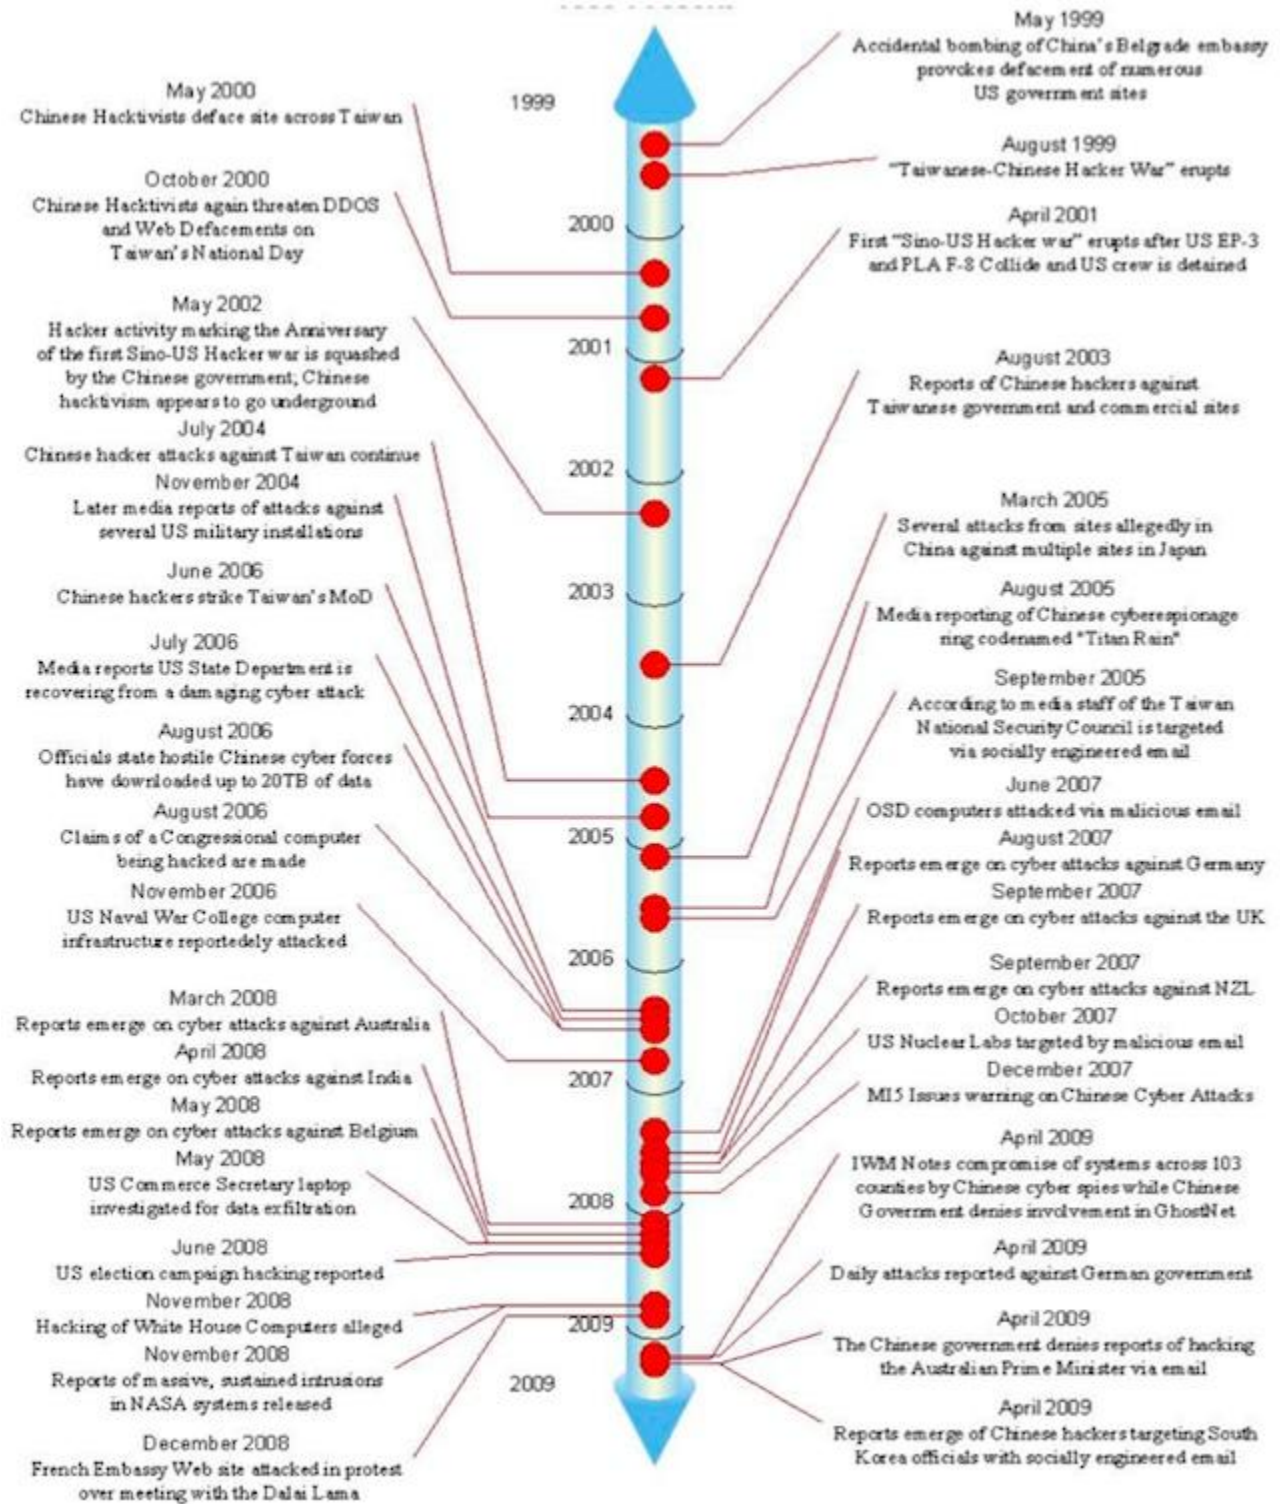 May 1999
Accidental bombing of China's Belgrade embassy
provokes defacement of numerous
US government sites
August 1999
"Taiwanese-Chinese Hacker War" erupts
April 2001
First "Sino-US Hacker war" erupts after US EP-3
and PLA F-8 Collide and US crew is detained
August 2003
Reports of Chinese hackers against
Taiwanese government and commercial sites
March 2005
Several attacks from sites allegedly in
China against multiple sites in Japan
August 2005
Media reporting of Chinese cyberespionage
ring codenamed "Titan Rain"
September 2005
According to media staff of the Taiwan
National Security Council is targeted
via socially engineered email
June 2007
OSD computers attacked via malicious email
August 2007
Reports emerge on cyber attacks against Germany
September 2007
Reports emerge on cyber attacks against the UK
September 2007
Reports emerge on cyber attacks against NZL
October 2007
US Nuclear Labs targeted by malicious email
December 2007
MI5 Issues warning on Chinese Cyber Attacks
April 2009
IWM Notes compromise of systems across 103
counties by Chinese cyber spies while Chinese
Government denies involvement in GhostNet
April 2009
Daily attacks reported against German government
April 2009
The Chinese government denies reports of hacking
the Australian Prime Minister via email
April 2009
Reports emerge of Chinese hackers targeting South
Korea officials with socially engineered email
1999
2000
2001
2002
2003
2004
2005
2006
2007
2008
2009
2009
May 2000
Chinese Hacktivists deface site across Taiwan
October 2000
Chinese Hacktivists again threaten DDOS
and Web Defacements on
Taiwan's National Day
May 2002
Hacker activity marking the Anniversary
of the first Sino-US Hacker war is squashed
by the Chinese government; Chinese
hacktivism appears to go underground
July 2004
Chinese hacker attacks against Taiwan continue
November 2004
Later media reports of attacks against
several US military installations
June 2006
Chinese hackers strike Taiwan's MoD
July 2006
Media reports US State Department is
recovering from a damaging cyber attack
August 2006
Officials state hostile Chinese cyber forces
have downloaded up to 20TB of data
August 2006
Claims of a Congressional computer
being hacked are made
November 2006
US Naval War College computer
infrastructure reportedely attacked
March 2008
Reports emerge on cyber attacks against Australia
April 2008
Reports emerge on cyber attacks against India
May 2008
Reports emerge on cyber attacks against Belgium
May 2008
US Commerce Secretary laptop
investigated for data exfiltration
June 2008
US election campaign hacking reported
November 2008
Hacking of White House Computers alleged
November 2008
Reports of massive, sustained intrusions
in NASA systems released
December 2008
French Embassy Web site attacked in protest
over meeting with the Dalai Lama